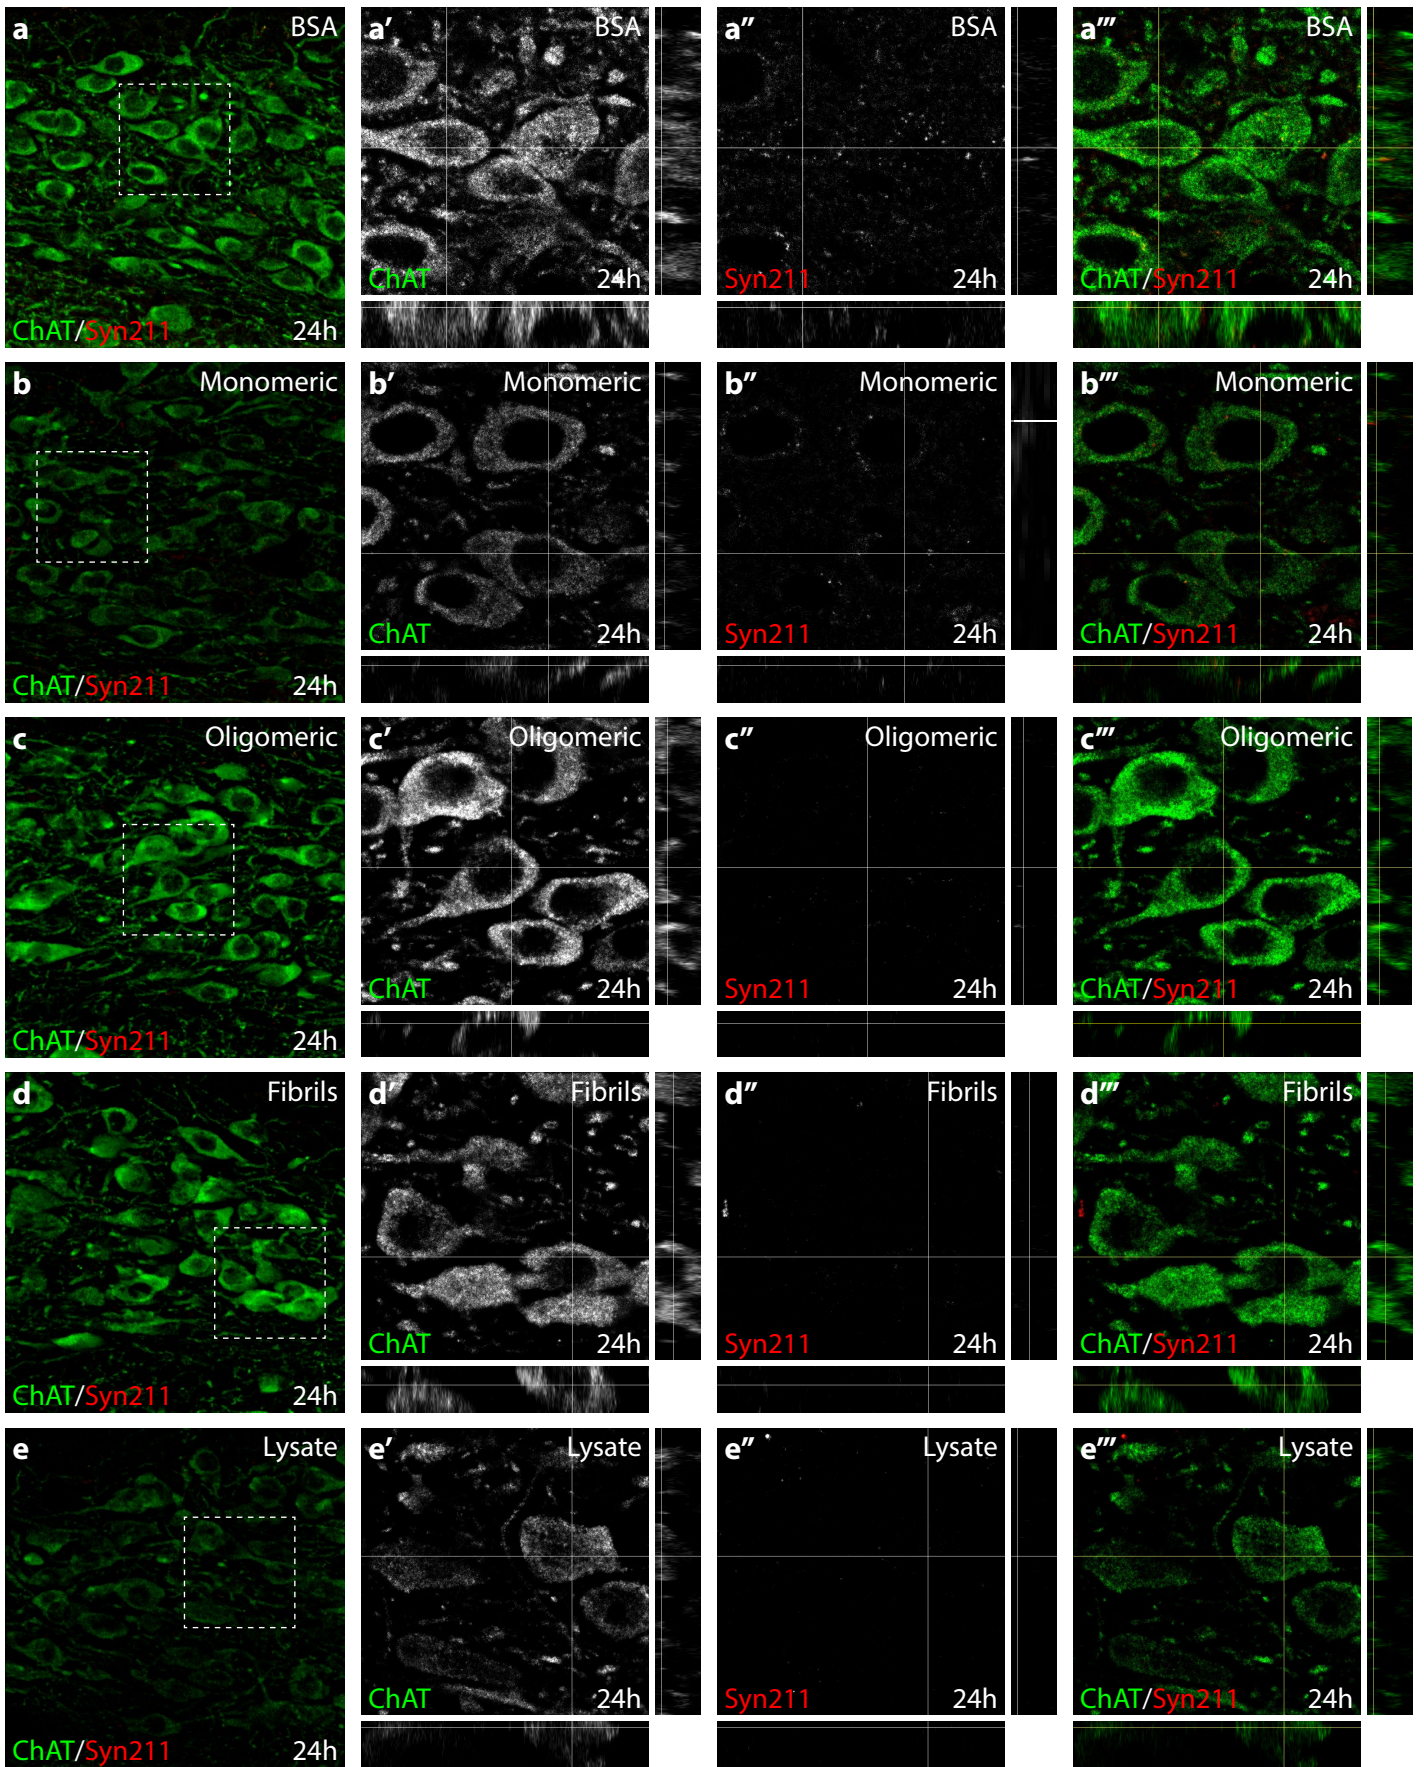 a BSA a′ BSA a″ BSA a‴ BSA
ChAT 24h Syn211 24h ChAT/Syn211 24h
ChAT/Syn211 24h
b Monomeric b′ Monomeric b″ Monomeric b‴ Monomeric
ChAT 24h Syn211 24h ChAT/Syn211 24h
ChAT/Syn211 24h
c Oligomeric c′ Oligomeric c″ Oligomeric c‴ Oligomeric
ChAT 24h Syn211 24h ChAT/Syn211 24h
ChAT/Syn211 24h
d Fibrils d′ Fibrils d″ Fibrils d‴ Fibrils
ChAT 24h Syn211 24h ChAT/Syn211 24h
ChAT/Syn211 24h
e Lysate e′ Lysate e″ Lysate e‴ Lysate
ChAT 24h Syn211 24h ChAT/Syn211 24h
ChAT/Syn211 24h